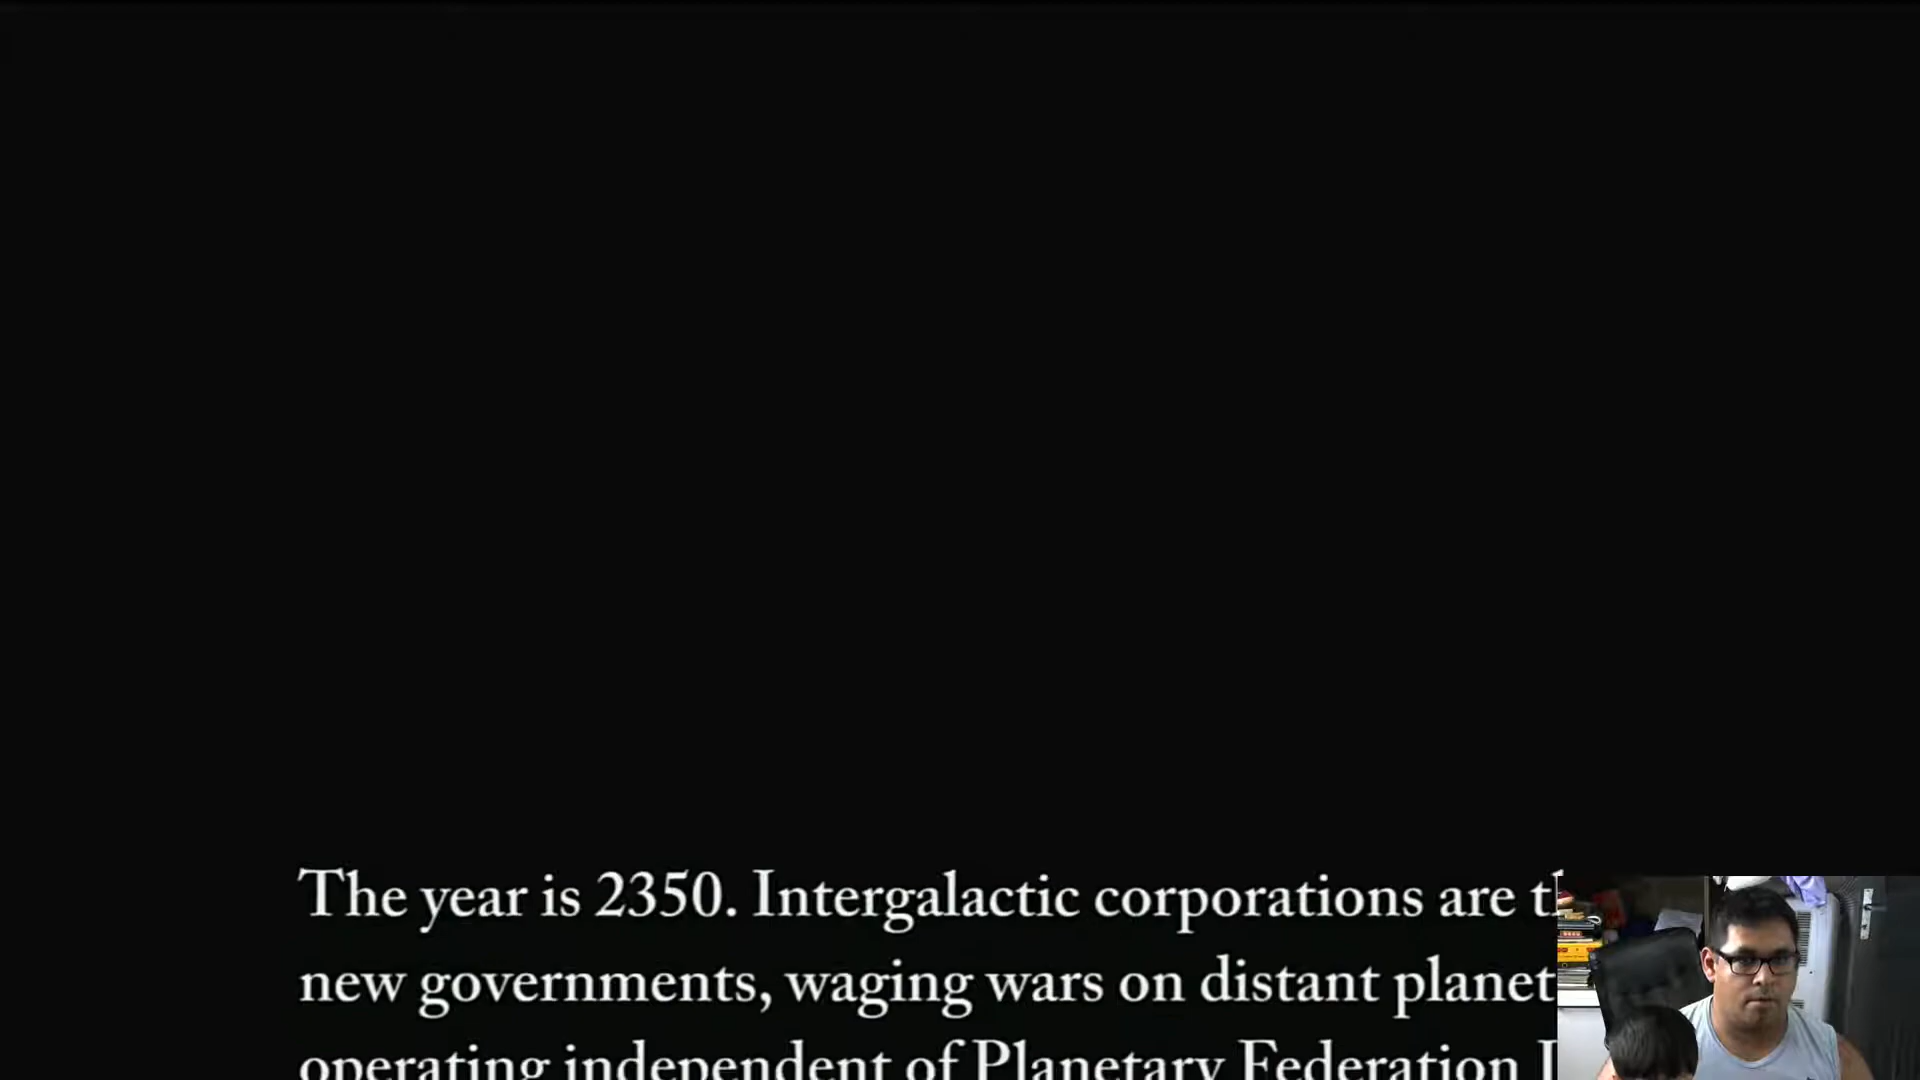 The year is 2350. Intergalactic corporations are
new governments, waging wars on distant planet
operating independent of Planetary Federation